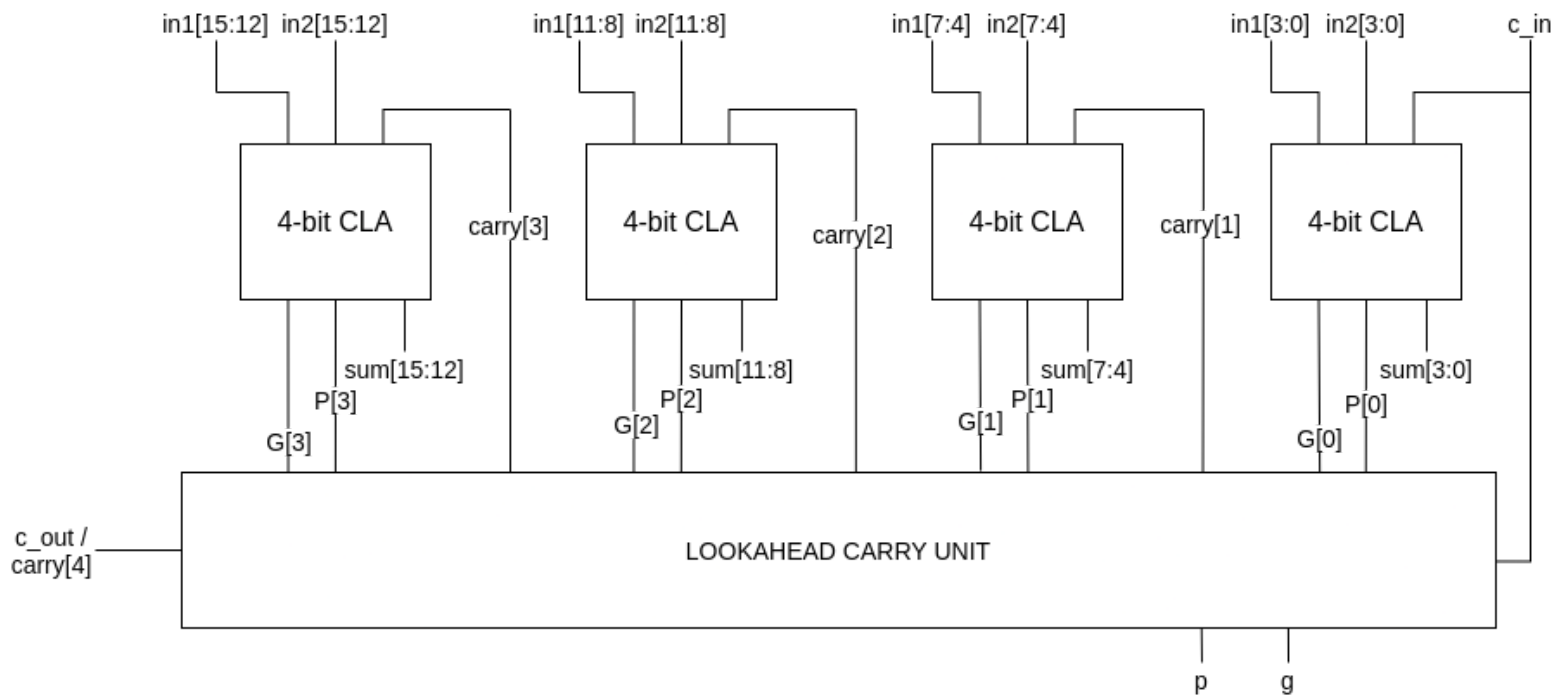 in1[15:12] in2[15:12] in1[11:8] in2[11:8] in1[7:4] in2[7:4] in1[3:0] in2[3:0] c_in
4-bit CLA 4-bit CLA 4-bit CLA 4-bit CLA
carry[3] carry[2] carry[1]
sum[15:12] sum[11:8] sum[7:4] sum[3:0]
P[3] P[2] P[1] P[0]
G[3] G[2] G[1] G[0]
c_out /
carry[4]
LOOKAHEAD CARRY UNIT
p g